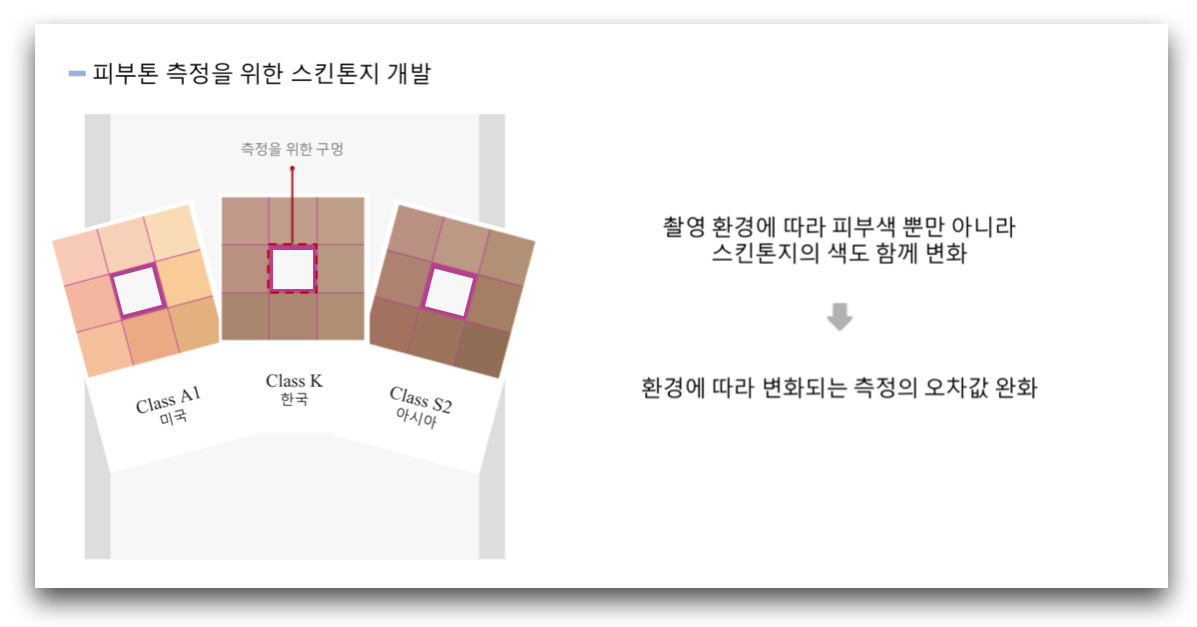 피부톤 측정을 위한 스킨톤지 개발
측정을 위한 구멍
Class A1
미국
Class K
한국
Class S2
아시아
촬영 환경에 따라 피부색 뿐만 아니라
스킨톤지의 색도 함께 변화
환경에 따라 변화되는 측정의 오차값 완화